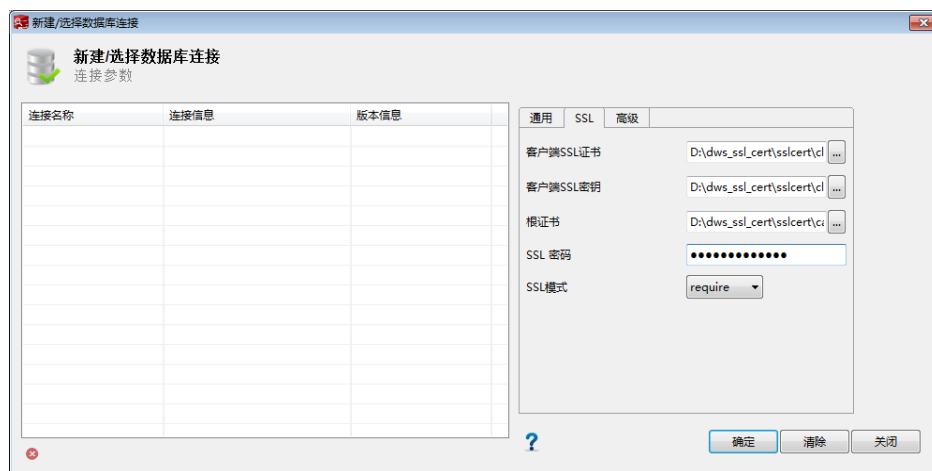 新建/选择数据库连接
新建/选择数据库连接
连接参数
连接名称 连接信息 版本信息
通用 SSL 高级
客户端SSL证书 D:\dws_ssl_cert\sslcert\cl ...
客户端SSL密钥 D:\dws_ssl_cert\sslcert\cl ...
根证书 D:\dws_ssl_cert\sslcert\ca ...
SSL 密码 •••••••••••••
SSL模式 require
? 确定 清除 关闭